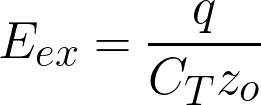 E_{ex} = \frac{q}{C_T z_o}